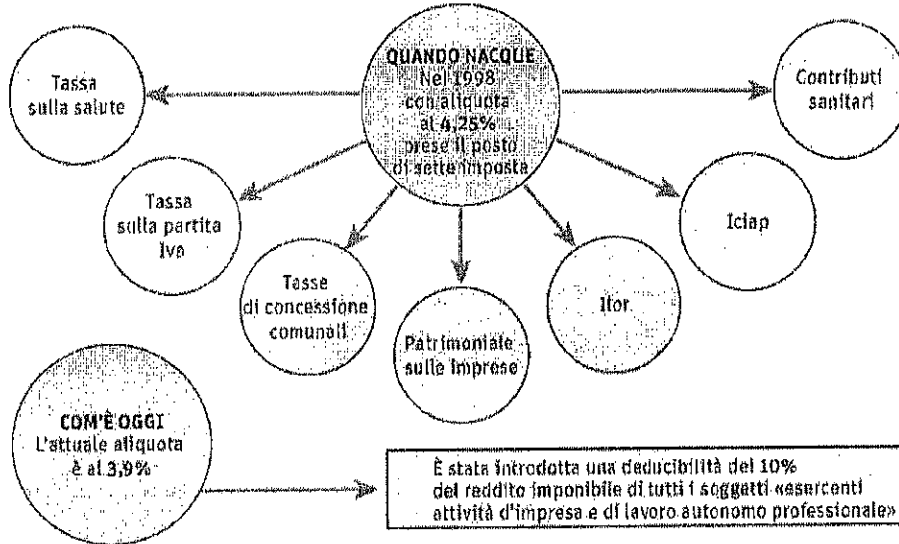 QUANDO NACQUE
Nel 1998
con aliquota
al 4,25%
prese il posto
di sette imposte
Tassa
sulla salute
Tassa
sulla partita
Iva
Tasse
di concessione
comunali
Patrimoniale
sulle imprese
Ilor
Iciap
Contributi
sanitari
COM'È OGGI
L'attuale aliquota
è al 3,9%
È stata introdotta una deducibilità del 10%
del reddito imponibile di tutti i soggetti «esercenti
attività d'impresa e di lavoro autonomo professionale»